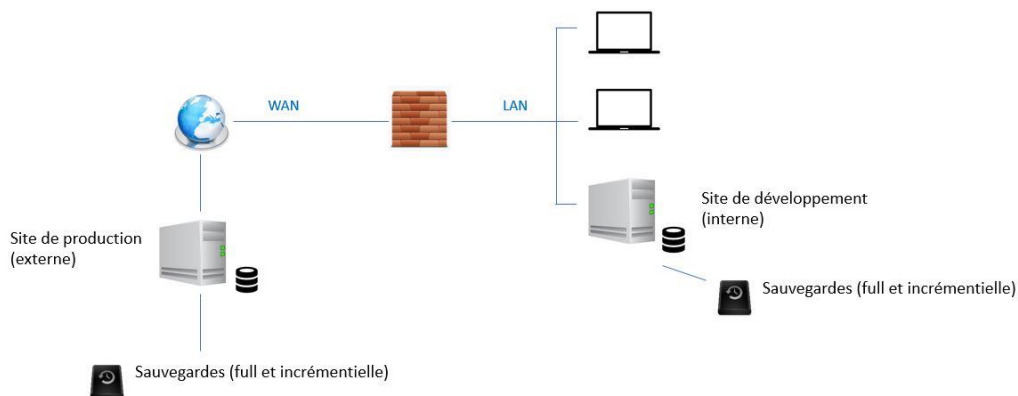 WAN
LAN
Site de développement
(interne)
Site de production
(externe)
Sauvegardes (full et incrémentielle)
Sauvegardes (full et incrémentielle)